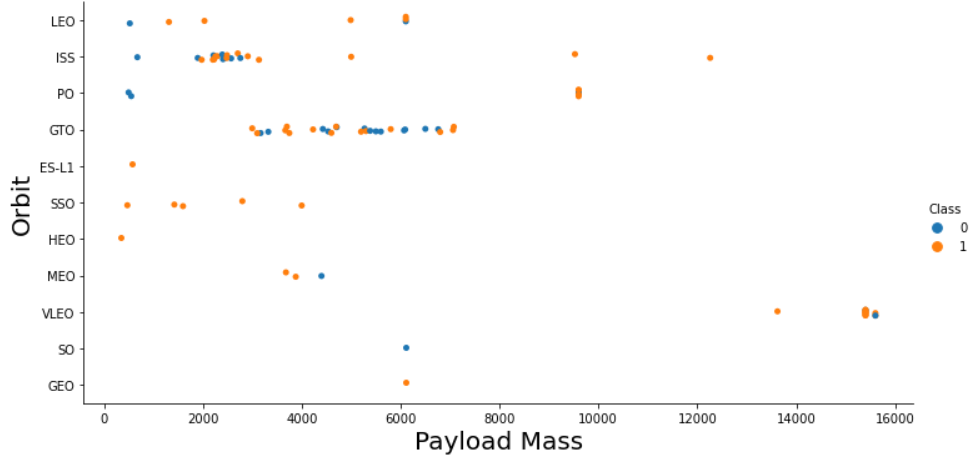 LEO
ISS
PO
GTO
ES-L1
SSO
HEO
MEO
VLEO
SO
GEO
Orbit
0 2000 4000 6000 8000 10000 12000 14000 16000
Payload Mass
Class
0
1